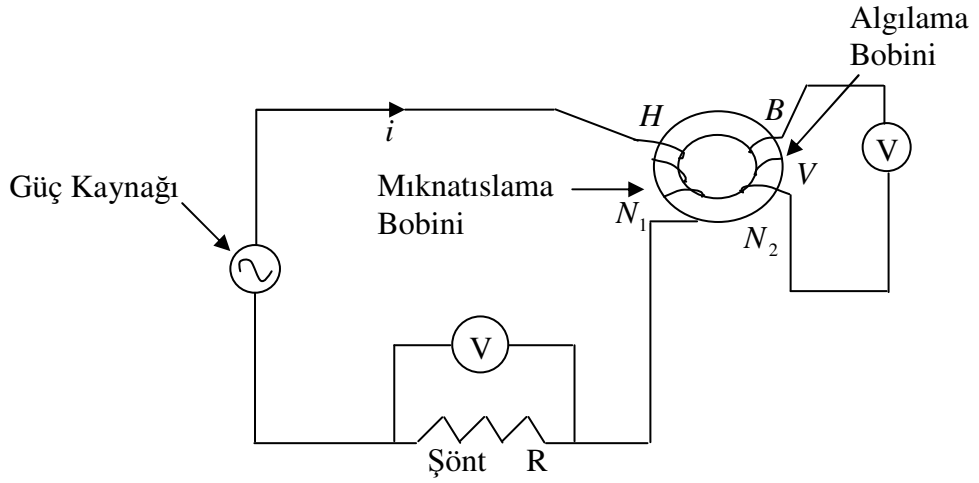 Algılama
Bobini
i
H
B
V
Güç Kaynağı
Mıknatıslama
Bobini
N1
V
N2
V
Şönt R